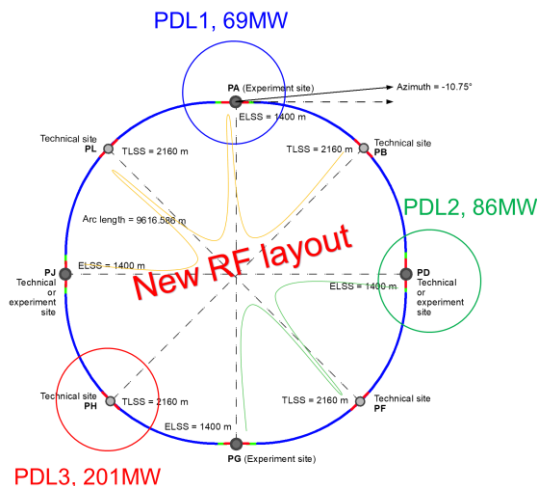 PDL1, 69MW
PA (Experiment site)
Azimuth = -10.75°
ELSS = 1400 m
Technical site
PL
TLSS = 2160 m
TLSS = 2160 m
Technical site
PB
PDL2, 86MW
Arc length = 9616.586 m
New RF layout
PJ
Technical
or
experiment
site
ELSS = 1400 m
ELSS = 1400 m
PD
Technical
or
experiment
site
Technical site
PH
TLSS = 2160 m
TLSS = 2160 m
Technical site
PF
ELSS = 1400 m
PG (Experiment site)
PDL3, 201MW